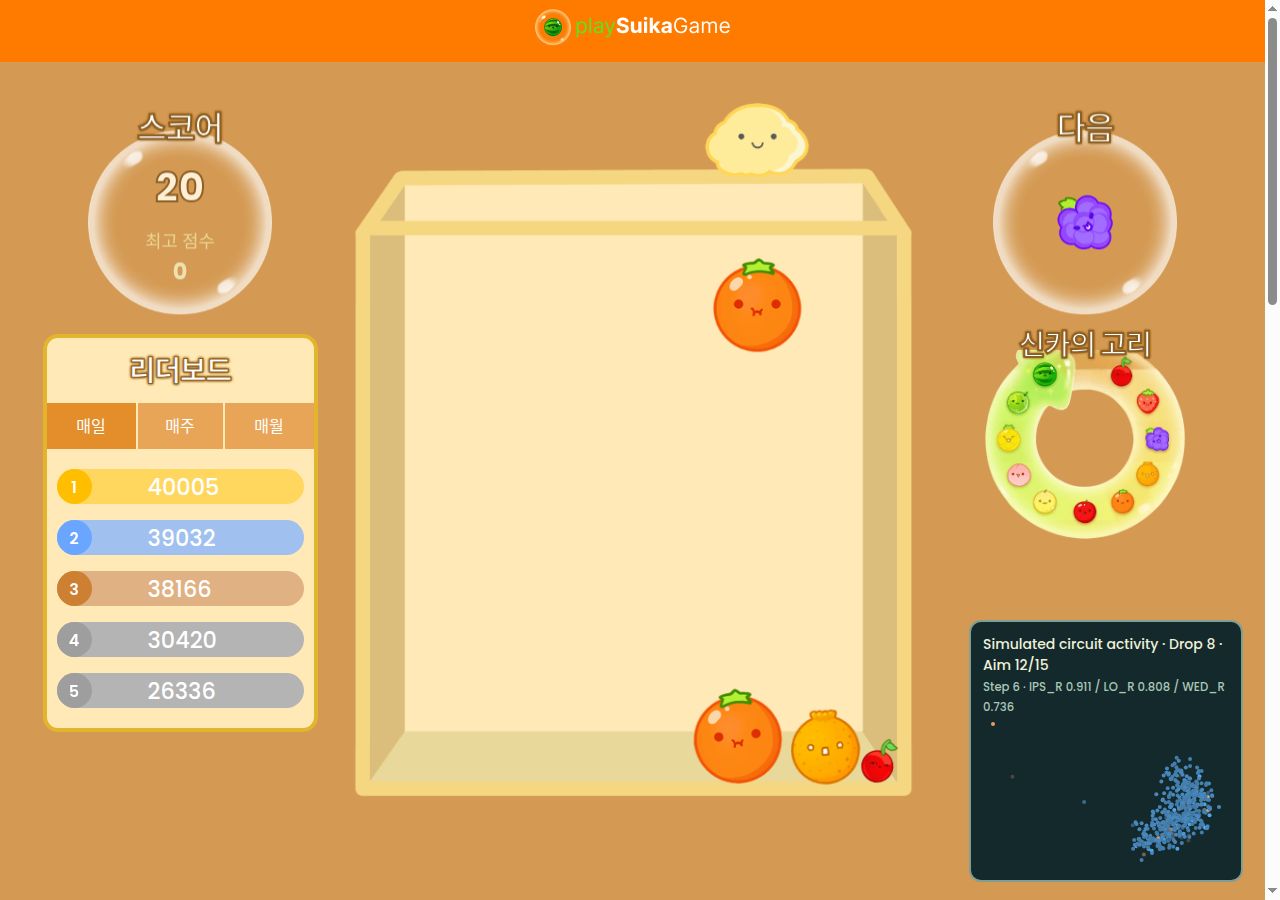 playSuikaGame
스코어
20
최고 점수
0
리더보드
매일 매주 매월
1 40005
2 39032
3 38166
4 30420
5 26336
다음
신카의 고리
Simulated circuit activity · Drop 8 ·
Aim 12/15
Step 6 · IPS_R 0.911 / LO_R 0.808 / WED_R
0.736